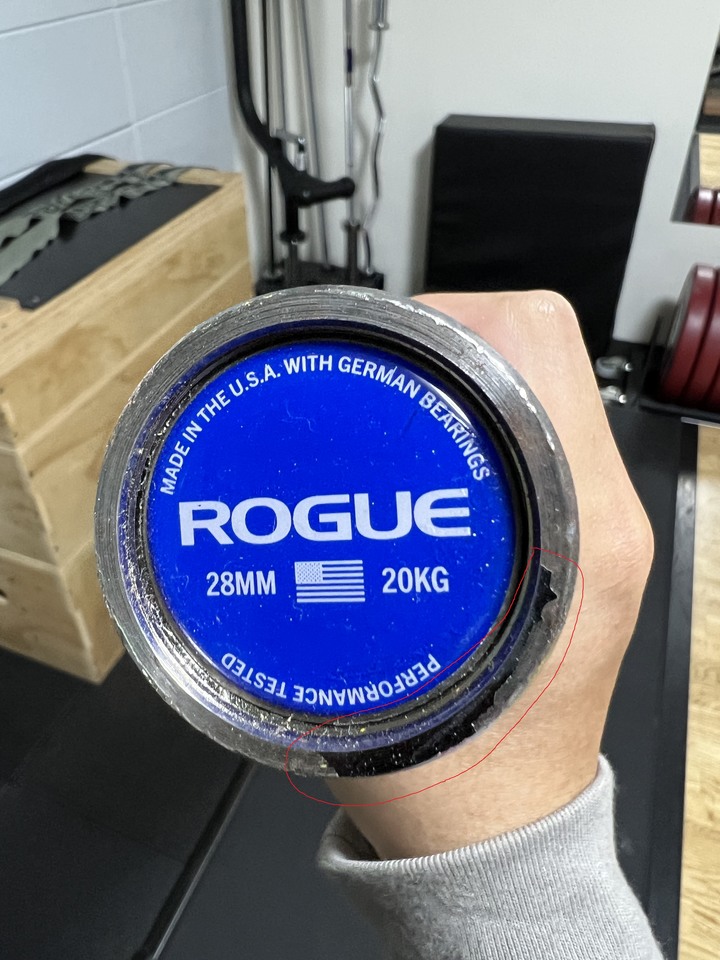 MADE IN THE U.S.A. WITH GERMAN BEARINGS
ROGUE
28MM 20KG
PERFORMANCE TESTED